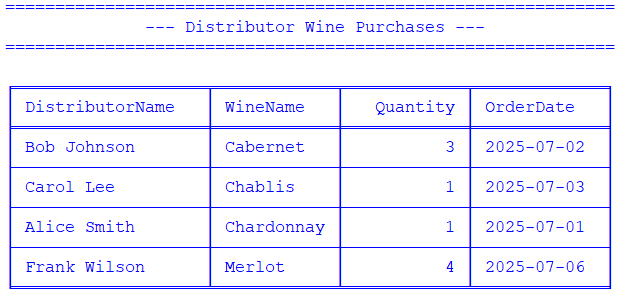 =============================================================
--- Distributor Wine Purchases ---
=============================================================
DistributorName WineName Quantity OrderDate
Bob Johnson Cabernet 3 2025-07-02
Carol Lee Chablis 1 2025-07-03
Alice Smith Chardonnay 1 2025-07-01
Frank Wilson Merlot 4 2025-07-06